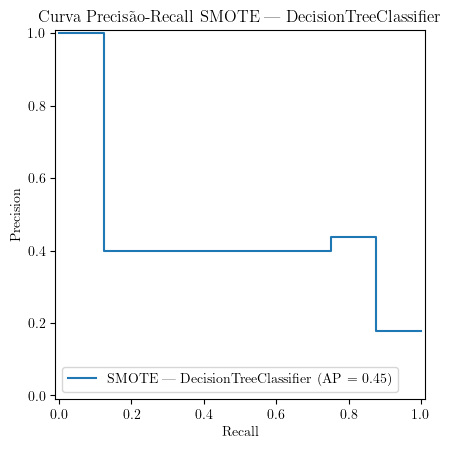 Curva Precisão-Recall SMOTE — DecisionTreeClassifier
1.0
0.8
0.6
0.4
0.2
0.0
Precision
SMOTE — DecisionTreeClassifier (AP = 0.45)
0.0 0.2 0.4 0.6 0.8 1.0
Recall